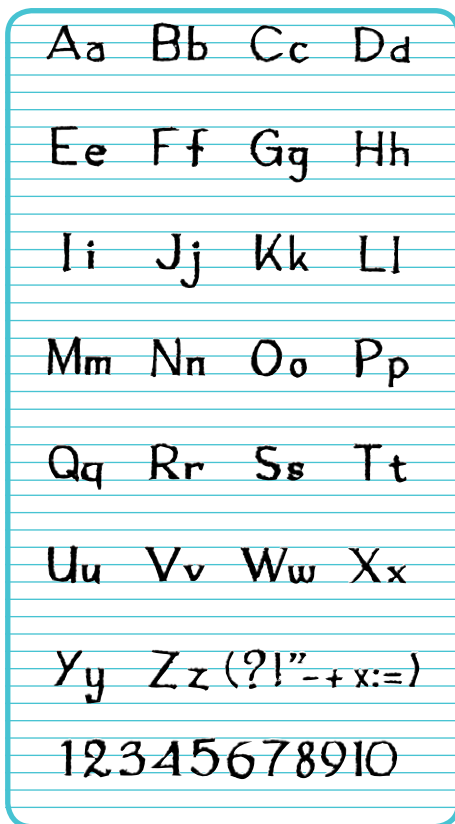 Aa Bb Cc Dd
Ee Ff Gg Hh
Ii Jj Kk Ll
Mm Nn Oo Pp
Qq Rr Ss Tt
Uu Vv Ww Xx
Yy Zz (?!”-+ x:=)
12345678910